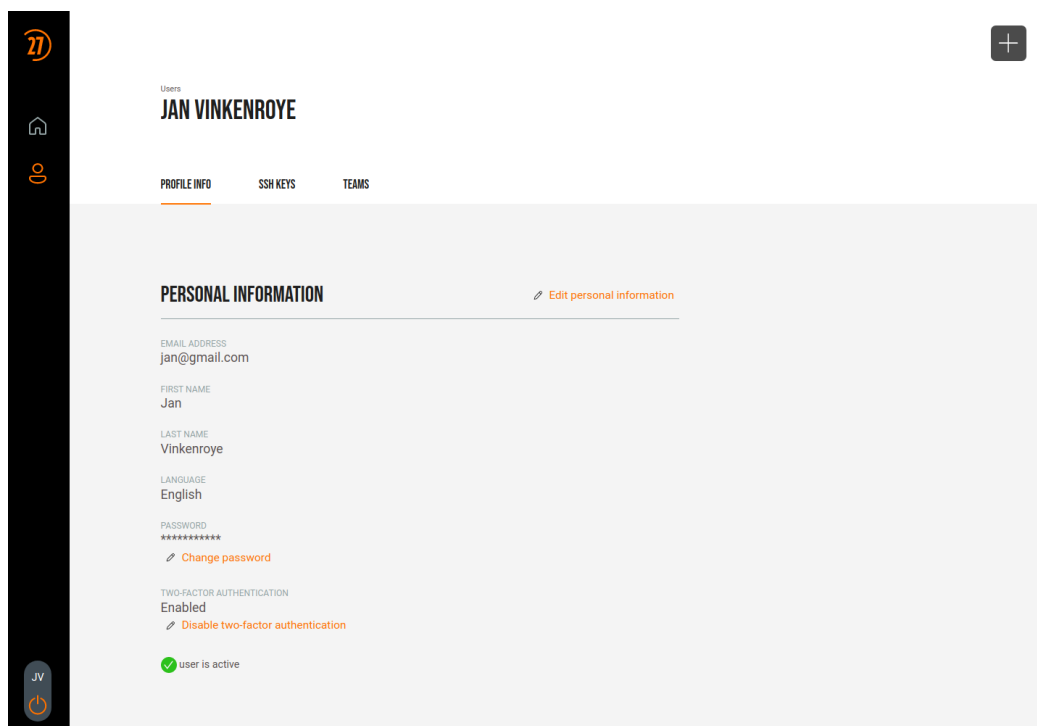 27
Users
JAN VINKENROYE
PROFILE INFO SSH KEYS TEAMS
PERSONAL INFORMATION Edit personal information
EMAIL ADDRESS
jan@gmail.com
FIRST NAME
Jan
LAST NAME
Vinkenroye
LANGUAGE
English
PASSWORD
***********
Change password
TWO-FACTOR AUTHENTICATION
Enabled
Disable two-factor authentication
user is active
JV